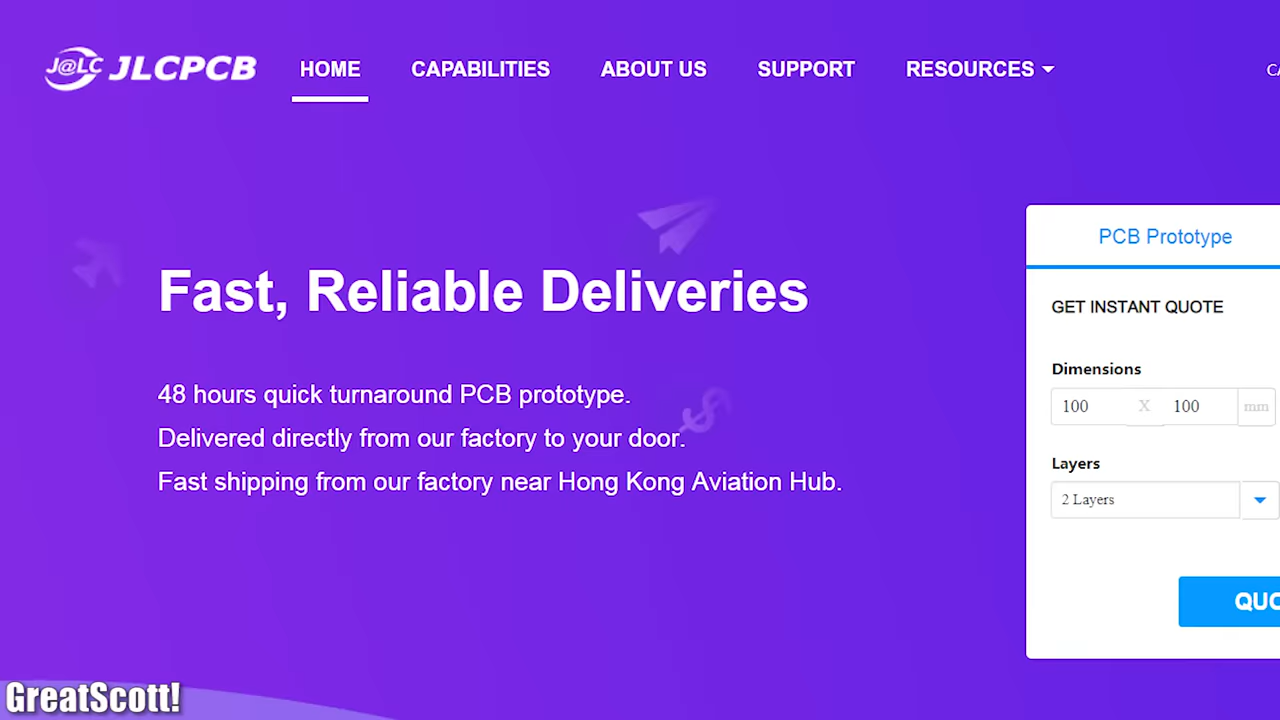 J@LC JLCPCB
HOME
CAPABILITIES
ABOUT US
SUPPORT
RESOURCES
PCB Prototype
Fast, Reliable Deliveries
GET INSTANT QUOTE
48 hours quick turnaround PCB prototype.
Delivered directly from our factory to your door.
Fast shipping from our factory near Hong Kong Aviation Hub.
Dimensions
100 X 100 mm
Layers
2 Layers
GreatScott!